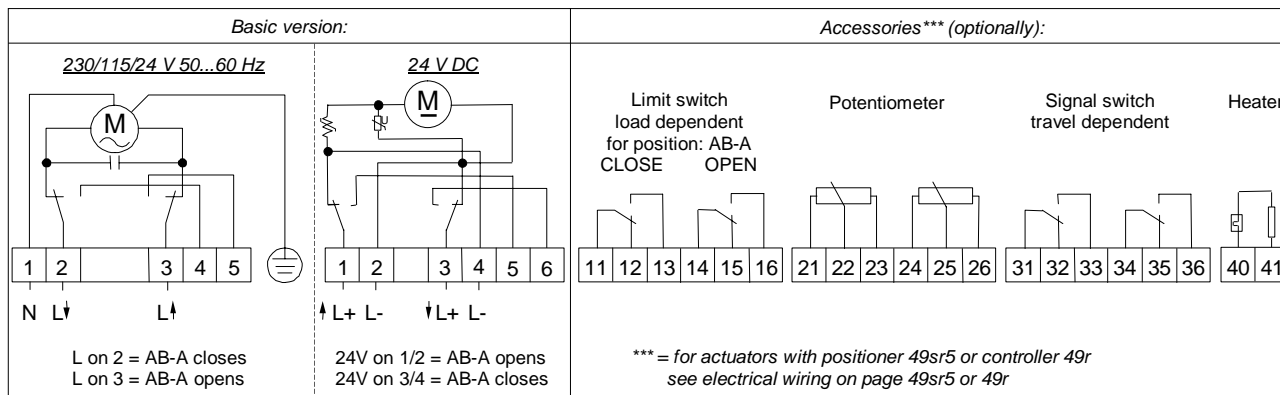 Basic version:
Accessories*** (optionally):
230/115/24 V 50...60 Hz
24 V DC
M
M
Limit switch
load dependent
for position: AB-A
CLOSE OPEN
Potentiometer
Signal switch
travel dependent
Heater
1 2 3 4 5
1 2 3 4 5 6
11 12 13 14 15 16
21 22 23 24 25 26
31 32 33 34 35 36
40 41
N L L
L+ L- L+ L-
L on 2 = AB-A closes
L on 3 = AB-A opens
24V on 1/2 = AB-A opens
24V on 3/4 = AB-A closes
*** = for actuators with positioner 49sr5 or controller 49r
see electrical wiring on page 49sr5 or 49r